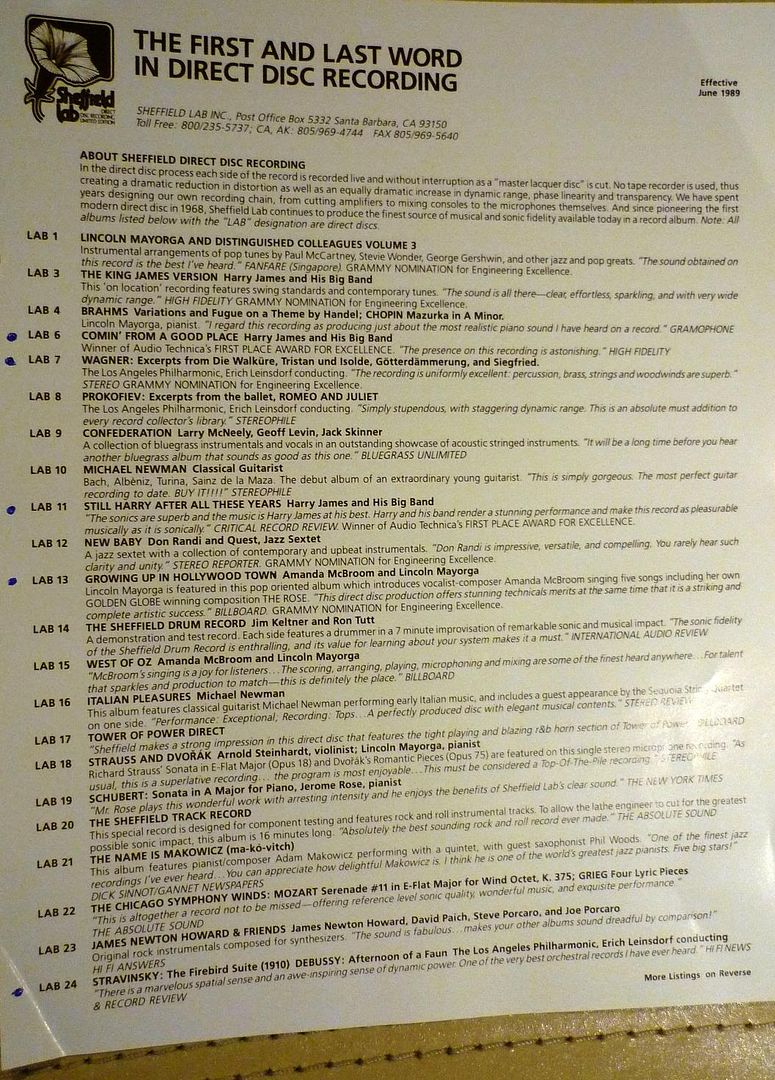 THE FIRST AND LAST WORD
IN DIRECT DISC RECORDING
Effective
June 1989
Sheffield
Lab
SHEFFIELD LAB INC., Post Office Box 5332 Santa Barbara, CA 93150
Toll Free: 800/235-5737; CA, AK: 805/969-4744 FAX 805/969-5640
ABOUT SHEFFIELD DIRECT DISC RECORDING
In the direct disc process each side of the record is recorded live and without interruption as a "master lacquer disc" is cut. No tape recorder is used, thus
creating a dramatic reduction in distortion as well as an equally dramatic increase in dynamic range, phase linearity and transparency. We have spent
years designing our own recording chain, from cutting amplifiers to mixing consoles to the microphones themselves. And since pioneering the first
modern direct disc in 1968, Sheffield Lab continues to produce the finest source of musical and sonic fidelity available today in a record album. Note: All
albums listed below with the "LAB" designation are direct discs.
LAB 1 LINCOLN MAYORGA AND DISTINGUISHED COLLEAGUES VOLUME 3
Instrumental arrangements of pop tunes by Paul McCartney, Stevie Wonder, George Gershwin, and other jazz and pop greats. "The sound obtained on
this record is the best I've heard." FANFARE (Singapore). GRAMMY NOMINATION for Engineering Excellence.
LAB 3 THE KING JAMES VERSION Harry James and His Big Band
This 'on location' recording features swing standards and contemporary tunes. "The sound is all there—clear, effortless, sparkling, and with very wide
dynamic range." HIGH FIDELITY GRAMMY NOMINATION for Engineering Excellence.
LAB 4 BRAHMS Variations and Fugue on a Theme by Handel; CHOPIN Mazurka in A Minor.
Lincoln Mayorga, pianist. "I regard this recording as producing just about the most realistic piano sound I have heard on a record." GRAMOPHONE
LAB 6 COMIN' FROM A GOOD PLACE Harry James and His Big Band
Winner of Audio Technica's FIRST PLACE AWARD FOR EXCELLENCE. "The presence on this recording is astonishing." HIGH FIDELITY
LAB 7 WAGNER: Excerpts from Die Walküre, Tristan und Isolde, Götterdämmerung, and Siegfried.
The Los Angeles Philharmonic, Erich Leinsdorf conducting. "The recording is uniformly excellent: percussion, brass, strings and woodwinds are superb."
STEREO GRAMMY NOMINATION for Engineering Excellence.
LAB 8 PROKOFIEV: Excerpts from the ballet, ROMEO AND JULIET
The Los Angeles Philharmonic, Erich Leinsdorf conducting. "Simply stupendous, with staggering dynamic range. This is an absolute must addition to
every record collector's library." STEREOPHILE
LAB 9 CONFEDERATION Larry McNeely, Geoff Levin, Jack Skinner
A collection of bluegrass instrumentals and vocals in an outstanding showcase of acoustic stringed instruments. "It will be a long time before you hear
another bluegrass album that sounds as good as this one." BLUEGRASS UNLIMITED
LAB 10 MICHAEL NEWMAN Classical Guitarist
Bach, Albéniz, Turina, Sainz de la Maza. The debut album of an extraordinary young guitarist. "This is simply gorgeous. The most perfect guitar
recording to date. BUY IT!!!!" STEREOPHILE
LAB 11 STILL HARRY AFTER ALL THESE YEARS Harry James and His Big Band
"The sonics are superb and the music is Harry James at his best. Harry and his band render a stunning performance and make this record as pleasurable
musically as it is sonically." CRITICAL RECORD REVIEW. Winner of Audio Technica's FIRST PLACE AWARD FOR EXCELLENCE.
LAB 12 NEW BABY Don Randi and Quest, Jazz Sextet
A jazz sextet with a collection of contemporary and upbeat instrumentals. "Don Randi is impressive, versatile, and compelling. You rarely hear such
clarity and unity." STEREO REPORTER. GRAMMY NOMINATION for Engineering Excellence.
LAB 13 GROWING UP IN HOLLYWOOD TOWN Amanda McBroom and Lincoln Mayorga
Lincoln Mayorga is featured in this pop oriented album which introduces vocalist-composer Amanda McBroom singing five songs including her own
GOLDEN GLOBE winning composition THE ROSE. "This direct disc production offers stunning technicals merits at the same time that it is a striking and
complete artistic success." BILLBOARD. GRAMMY NOMINATION for Engineering Excellence.
LAB 14 THE SHEFFIELD DRUM RECORD Jim Keltner and Ron Tutt
A demonstration and test record. Each side features a drummer in a 7 minute improvisation of remarkable sonic and musical impact. "The sonic fidelity
of the Sheffield Drum Record is enthralling, and its value for learning about your system makes it a must." INTERNATIONAL AUDIO REVIEW
LAB 15 WEST OF OZ Amanda McBroom and Lincoln Mayorga
"McBroom's singing is a joy for listeners...The scoring, arranging, playing, microphoning and mixing are some of the finest heard anywhere...For talent
that sparkles and production to match—this is definitely the place." BILLBOARD
LAB 16 ITALIAN PLEASURES Michael Newman
This album features classical guitarist Michael Newman performing early Italian music, and includes a guest appearance by the Sequoia String Quartet
on one side. "Performance: Exceptional; Recording: Tops...A perfectly produced disc with elegant musical contents." STEREO REVIEW
LAB 17 TOWER OF POWER DIRECT
"Sheffield makes a strong impression in this direct disc that features the tight playing and blazing r&b horn section of Tower of Power." BILLBOARD
LAB 18 STRAUSS AND DVOŘÁK Arnold Steinhardt, violinist; Lincoln Mayorga, pianist
Richard Strauss' Sonata in E-Flat Major (Opus 18) and Dvořák's Romantic Pieces (Opus 75) are featured on this single stereo microphone recording. "As
usual, this is a superlative recording... the program is most enjoyable...This must be considered a Top-Of-The-Pile recording." STEREOPHILE
LAB 19 SCHUBERT: Sonata in A Major for Piano, Jerome Rose, pianist
"Mr. Rose plays this wonderful work with arresting intensity and he enjoys the benefits of Sheffield Lab's clear sound." THE NEW YORK TIMES
LAB 20 THE SHEFFIELD TRACK RECORD
This special record is designed for component testing and features rock and roll instrumental tracks. To allow the lathe engineer to cut for the greatest
possible sonic impact, this album is 16 minutes long. "Absolutely the best sounding rock and roll record ever made." THE ABSOLUTE SOUND
LAB 21 THE NAME IS MAKOWICZ (ma-kó-vitch)
This album features pianist/composer Adam Makowicz performing with a quintet, with guest saxophonist Phil Woods. "One of the finest jazz
recordings I've ever heard...You can appreciate how delightful Makowicz is. I think he is one of the world's greatest jazz pianists. Five big stars!"
DICK SINNOT/GANNET NEWSPAPERS
LAB 22 THE CHICAGO SYMPHONY WINDS: MOZART Serenade #11 in E-Flat Major for Wind Octet, K. 375; GRIEG Four Lyric Pieces
"This is altogether a record not to be missed—offering reference level sonic quality, wonderful music, and exquisite performance."
THE ABSOLUTE SOUND
LAB 23 JAMES NEWTON HOWARD & FRIENDS James Newton Howard, David Paich, Steve Porcaro, and Joe Porcaro
Original rock instrumentals composed for synthesizers. "The sound is fabulous...makes your other albums sound dreadful by comparison!"
HI FI ANSWERS
LAB 24 STRAVINSKY: The Firebird Suite (1910) DEBUSSY: Afternoon of a Faun The Los Angeles Philharmonic, Erich Leinsdorf conducting
"There is a marvelous spatial sense and an awe-inspiring sense of dynamic power. One of the very best orchestral records I have ever heard." HI FI NEWS
& RECORD REVIEW
More Listings on Reverse